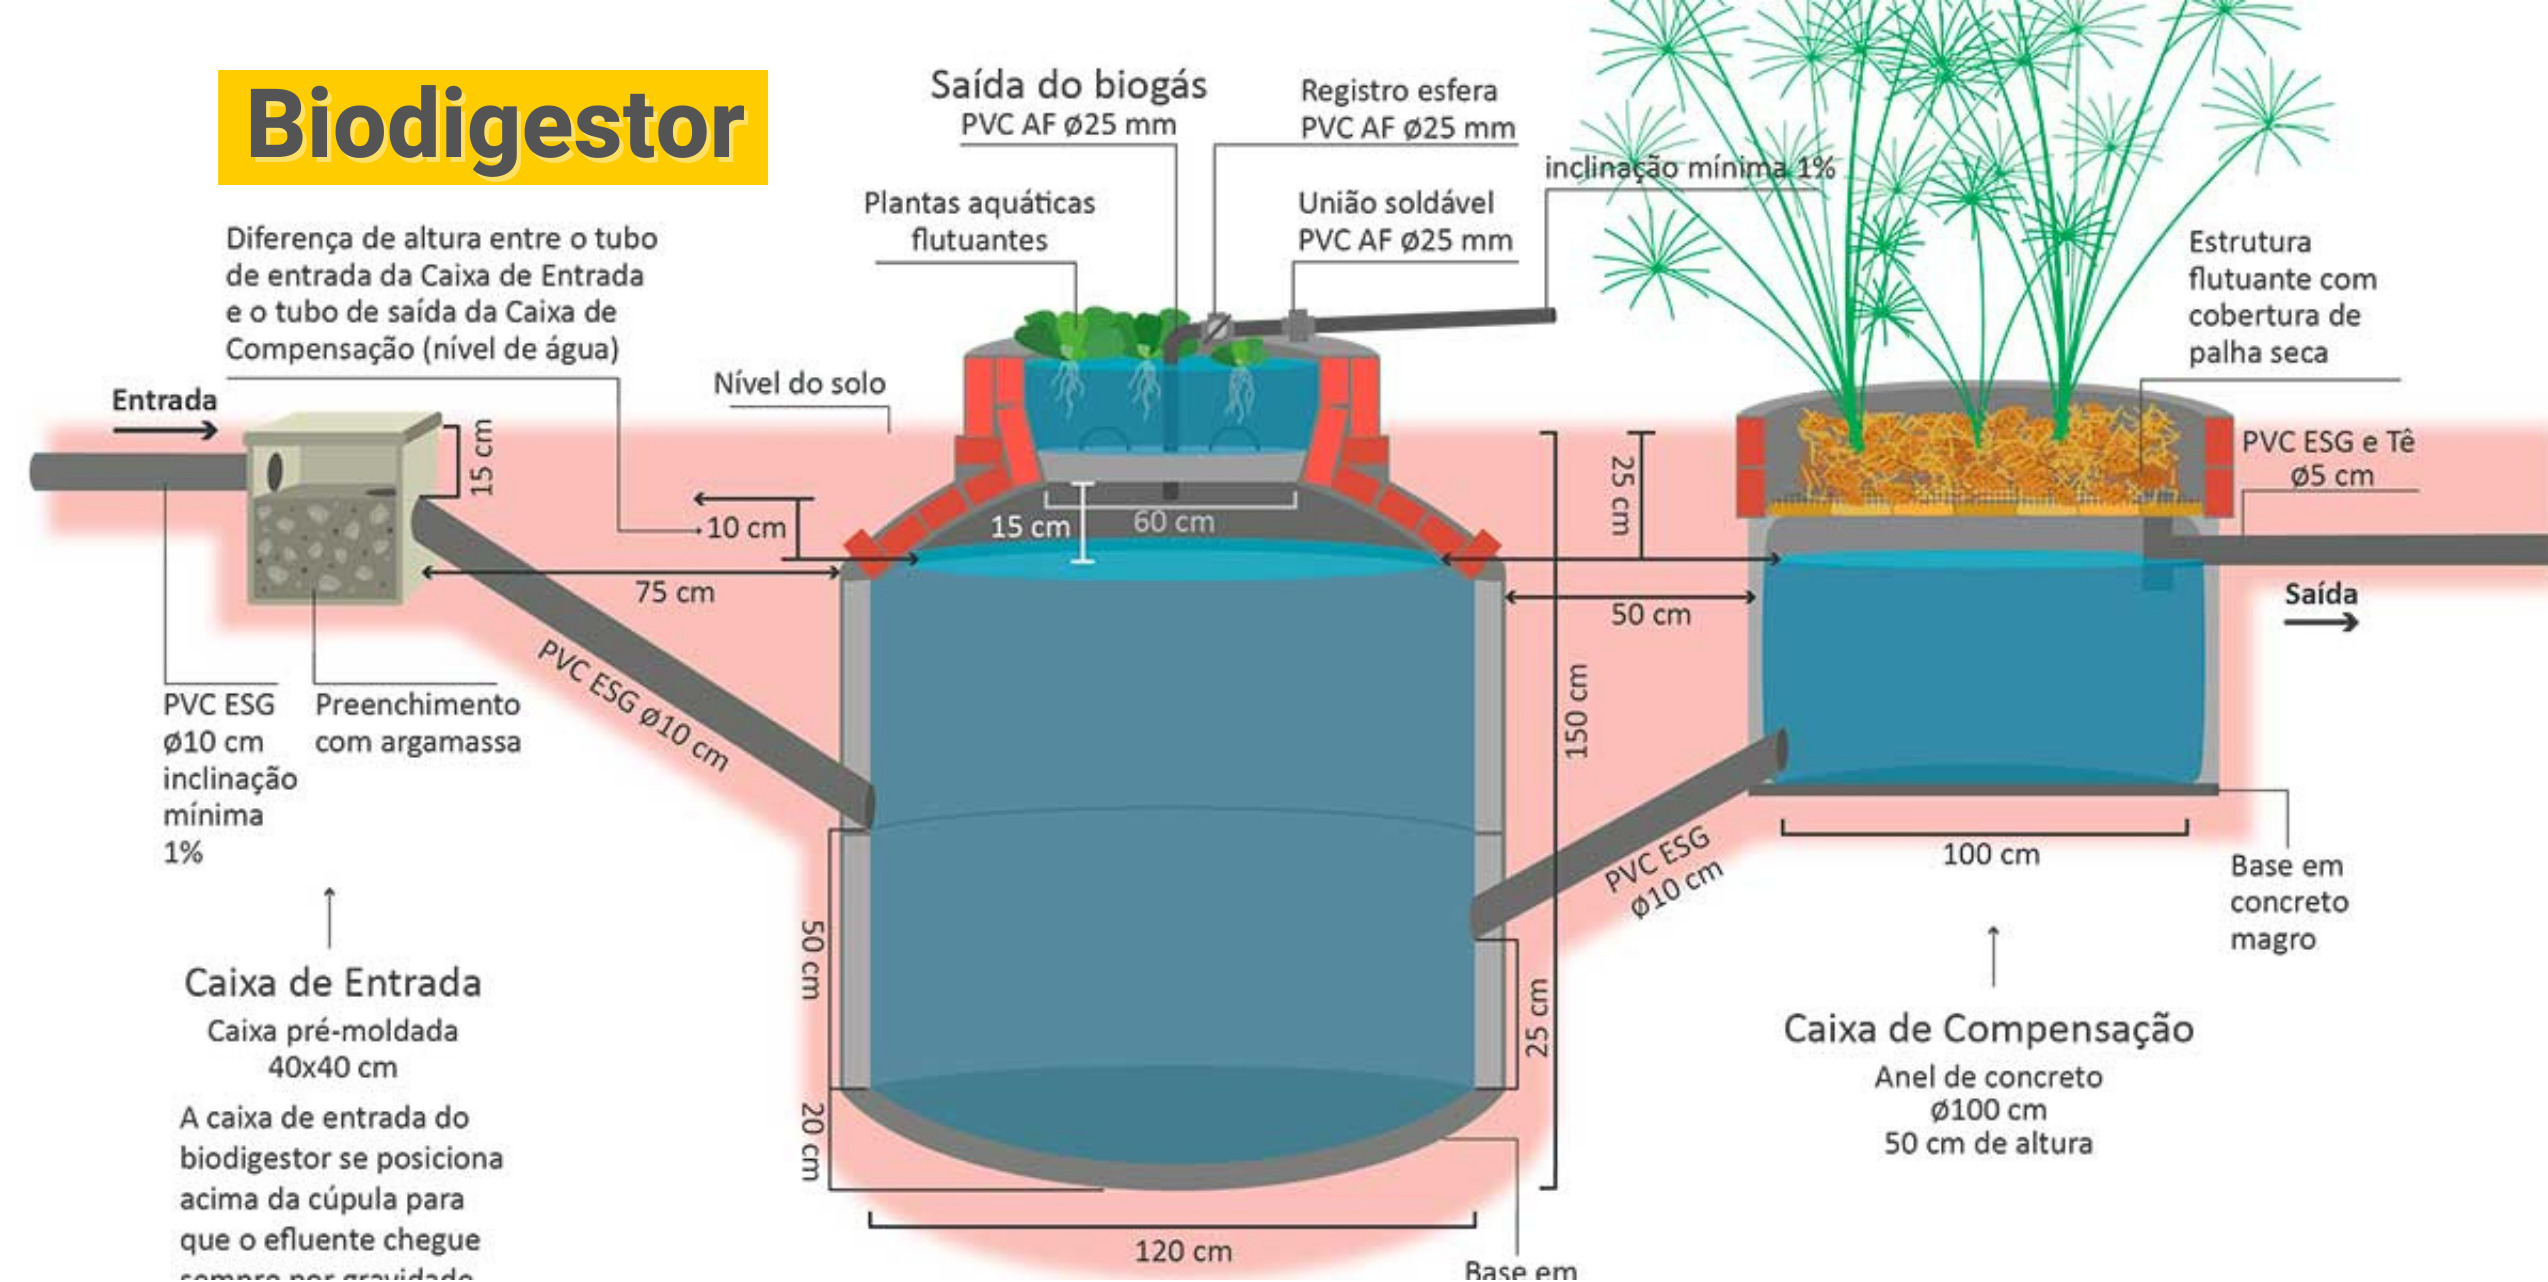 Biodigestor
Saída do biogás
PVC AF ø25 mm
Registro esfera
PVC AF ø25 mm
inclinação mínima 1%
Plantas aquáticas
flutuantes
União soldável
PVC AF ø25 mm
Diferença de altura entre o tubo
de entrada da Caixa de Entrada
e o tubo de saída da Caixa de
Compensação (nível de água)
Estrutura
flutuante com
cobertura de
palha seca
Nível do solo
Entrada
15 cm
10 cm
15 cm
60 cm
25 cm
PVC ESG e Tê
ø5 cm
Saída
75 cm
50 cm
PVC ESG ø10 cm
150 cm
PVC ESG
ø10 cm
inclinação
mínima
1%
Preenchimento
com argamassa
PVC ESG
ø10 cm
100 cm
Base em
concreto
magro
50 cm
25 cm
20 cm
120 cm
Caixa de Entrada
Caixa pré-moldada
40x40 cm
A caixa de entrada do
biodigestor se posiciona
acima da cúpula para
que o efluente chegue
sempre por gravidade
Caixa de Compensação
Anel de concreto
ø100 cm
50 cm de altura
Base em